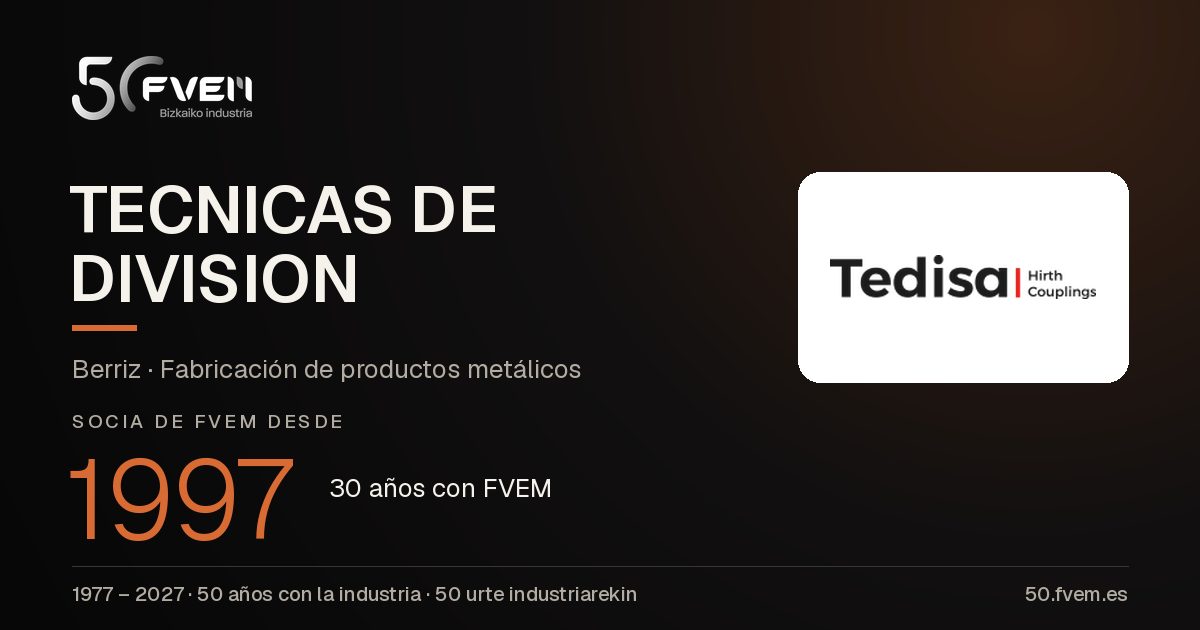 50 FVEM
Bizkaiko industria
TECNICAS DE
DIVISION
Berriz · Fabricación de productos metálicos
SOCIA DE FVEM DESDE
1997
30 años con FVEM
Tedisa
Hirth
Couplings
1977 – 2027 · 50 años con la industria · 50 urte industriarekin
50.fvem.es